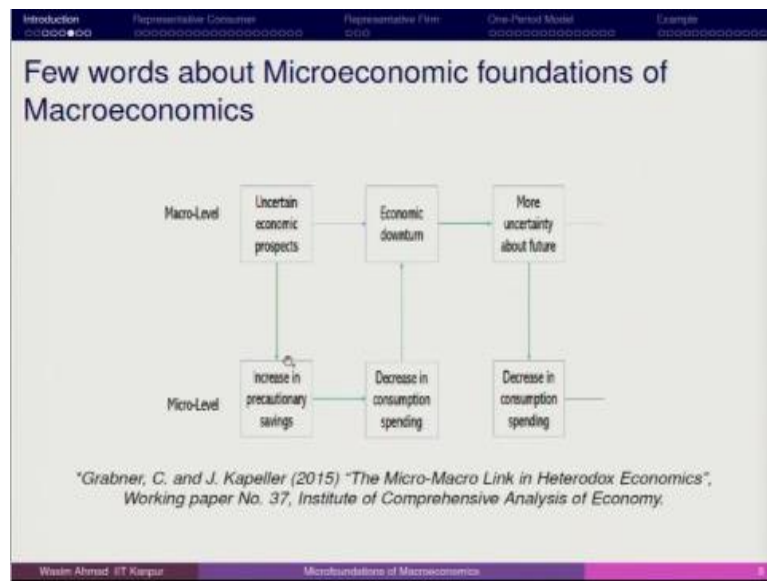 Introduction Representative Consumer Representative Firm One-Period Model Example
Few words about Microeconomic foundations of
Macroeconomics
Macro-Level
Uncertain
economic
prospects
Economic
downturn
More
uncertainty
about future
Micro-Level
Increase in
precautionary
savings
Decrease in
consumption
spending
Decrease in
consumption
spending
*Grabner, C. and J. Kapeller (2015) "The Micro-Macro Link in Heterodox Economics",
Working paper No. 37, Institute of Comprehensive Analysis of Economy.
Wasim Ahmad IIT Kanpur Microfoundations of Macroeconomics 8